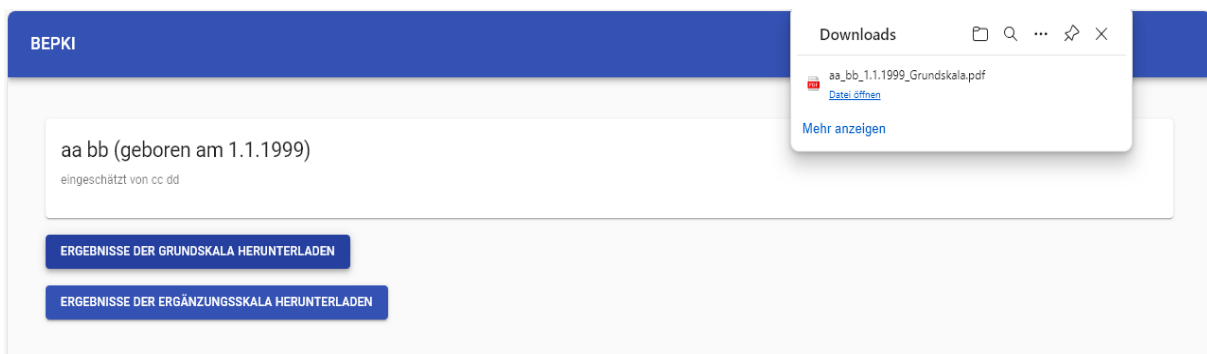 BEPKI
Downloads
aa_bb_1.1.1999_Grundskala.pdf
Datei öffnen
Mehr anzeigen
aa bb (geboren am 1.1.1999)
eingeschätzt von cc dd
ERGEBNISSE DER GRUNDSKALA HERUNTERLADEN
ERGEBNISSE DER ERGÄNZUNGSSKALA HERUNTERLADEN